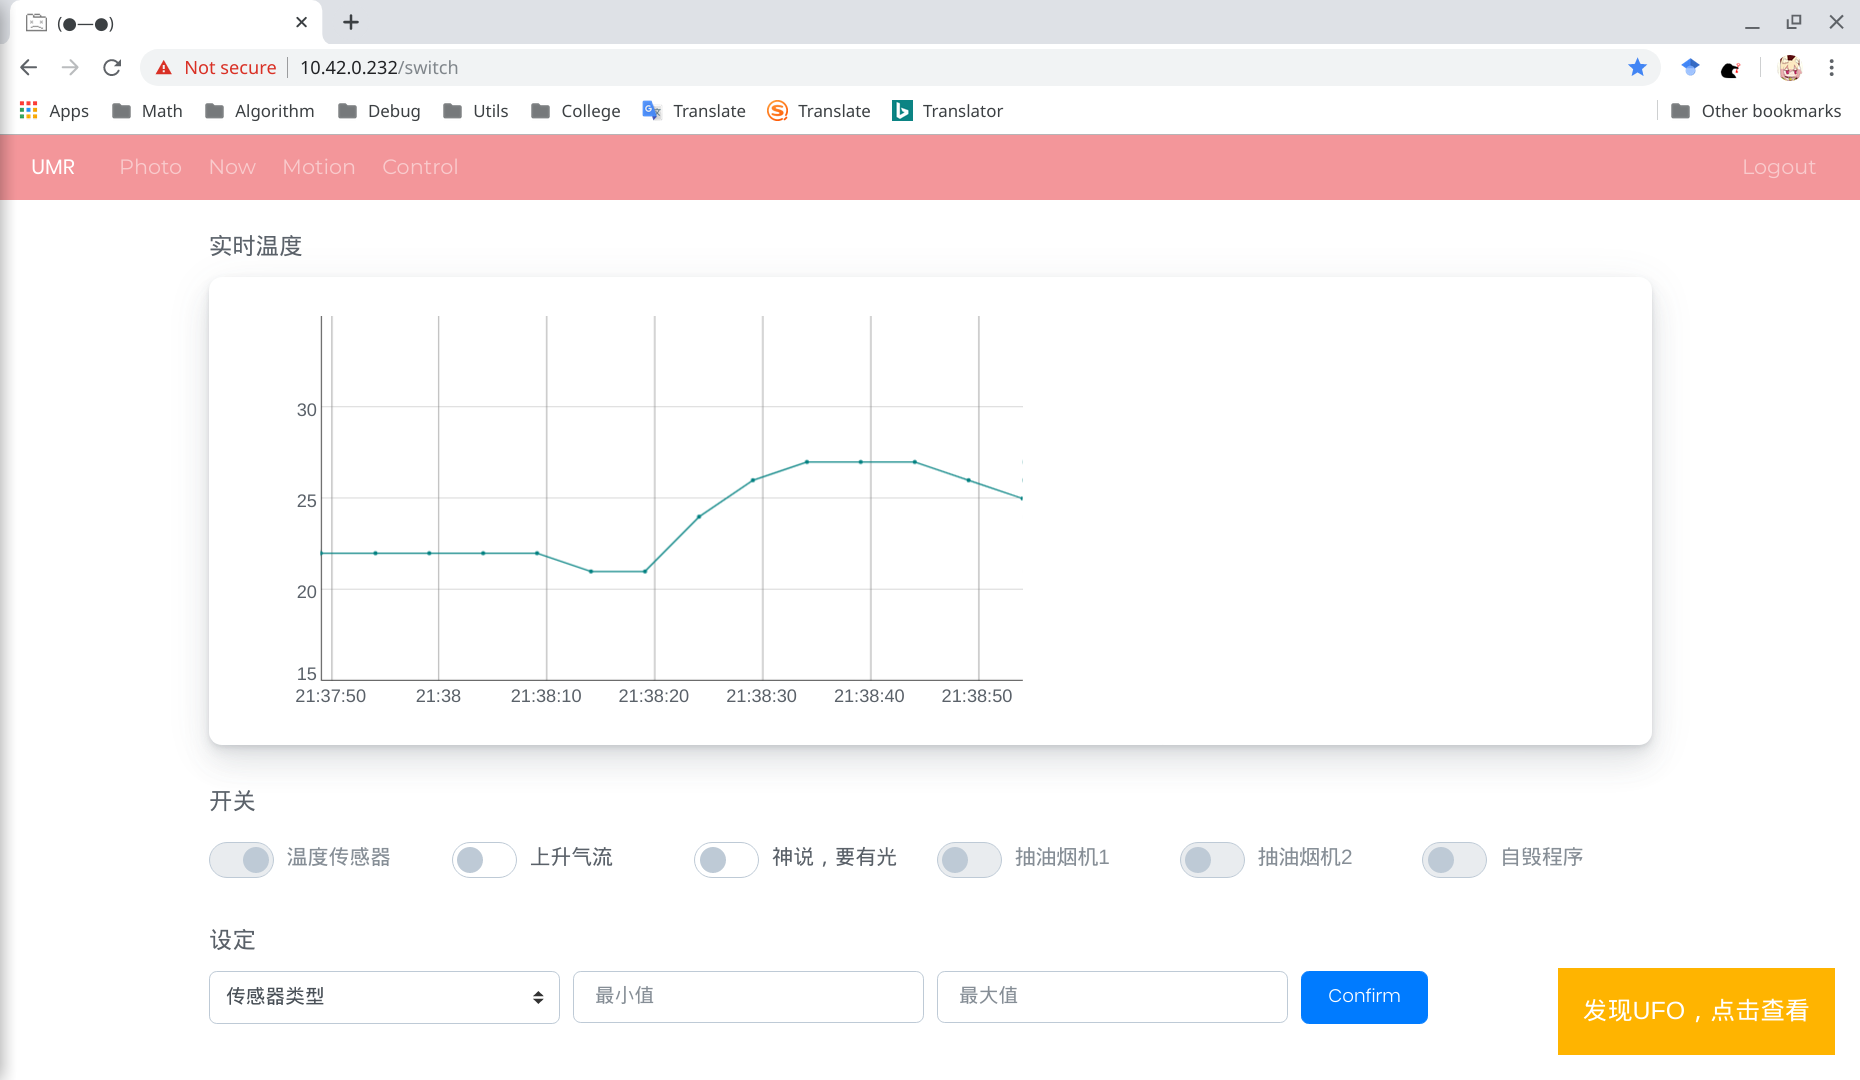 (●—●)
Not secure 10.42.0.232/switch
Apps Math Algorithm Debug Utils College Translate Translate Translator Other bookmarks
UMR Photo Now Motion Control Logout
实时温度
30
25
20
15
21:37:50 21:38 21:38:10 21:38:20 21:38:30 21:38:40 21:38:50
开关
温度传感器 上升气流 神说，要有光 抽油烟机1 抽油烟机2 自毁程序
设定
传感器类型 最小值 最大值 Confirm
发现UFO，点击查看